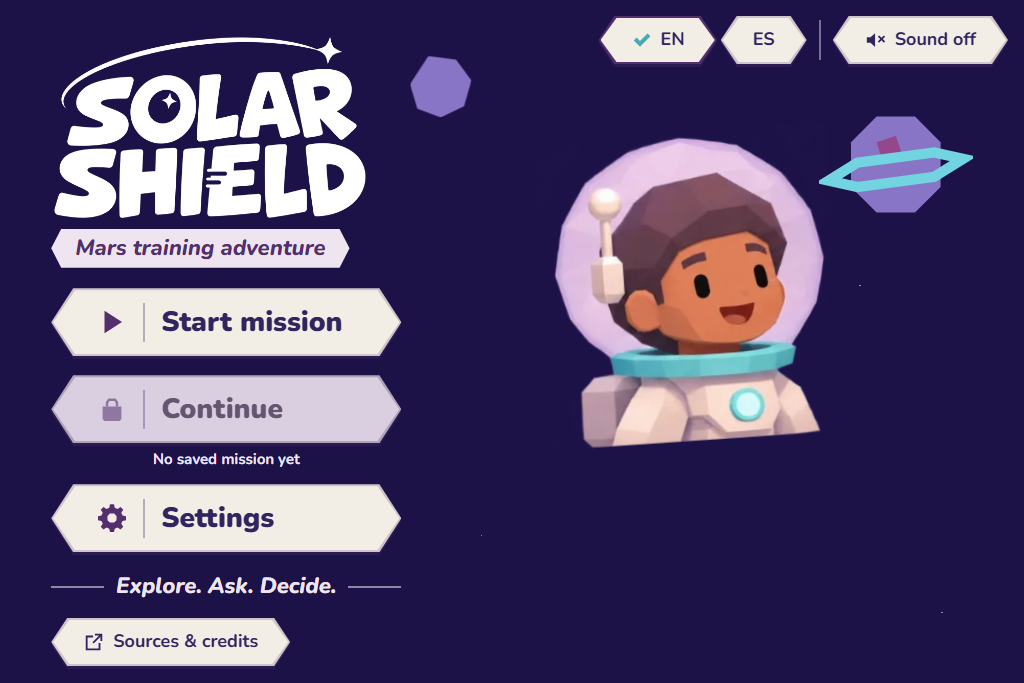 EN
ES
Sound off
SOLAR
SHIELD
Mars training adventure
Start mission
Continue
No saved mission yet
Settings
Explore. Ask. Decide.
Sources & credits